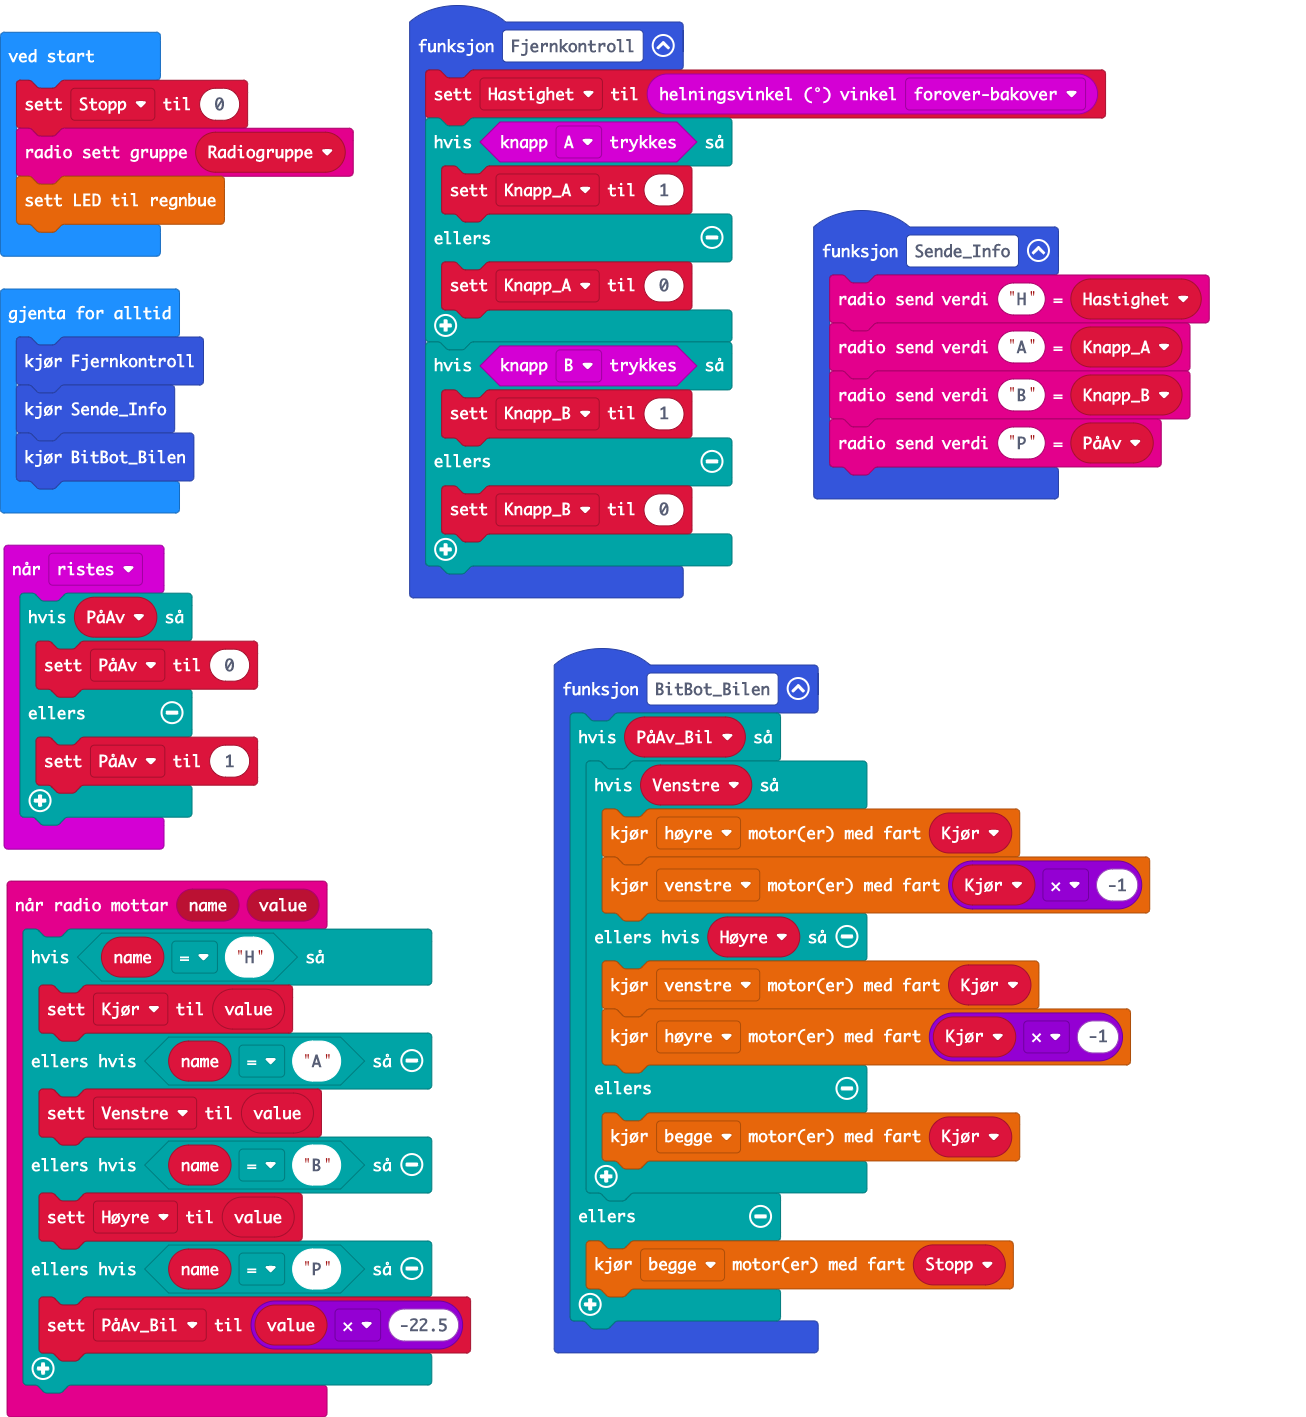 ved start
sett Stopp til 0
radio sett gruppe Radiogruppe
sett LED til regnbue
gjenta for alltid
kjør Fjernkontroll
kjør Sende_Info
kjør BitBot_Bilen
når ristes
hvis PåAv så
sett PåAv til 0
ellers
sett PåAv til 1
når radio mottar name value
hvis name = "H" så
sett Kjør til value
ellers hvis name = "A" så
sett Venstre til value
ellers hvis name = "B" så
sett Høyre til value
ellers hvis name = "P" så
sett PåAv_Bil til value × -22.5
funksjon Fjernkontroll
sett Hastighet til helningsvinkel (°) vinkel forover-bakover
hvis knapp A trykkes så
sett Knapp_A til 1
ellers
sett Knapp_A til 0
hvis knapp B trykkes så
sett Knapp_B til 1
ellers
sett Knapp_B til 0
funksjon Sende_Info
radio send verdi "H" = Hastighet
radio send verdi "A" = Knapp_A
radio send verdi "B" = Knapp_B
radio send verdi "P" = PåAv
funksjon BitBot_Bilen
hvis PåAv_Bil så
hvis Venstre så
kjør høyre motor(er) med fart Kjør
kjør venstre motor(er) med fart Kjør × -1
ellers hvis Høyre så
kjør venstre motor(er) med fart Kjør
kjør høyre motor(er) med fart Kjør × -1
ellers
kjør begge motor(er) med fart Kjør
ellers
kjør begge motor(er) med fart Stopp